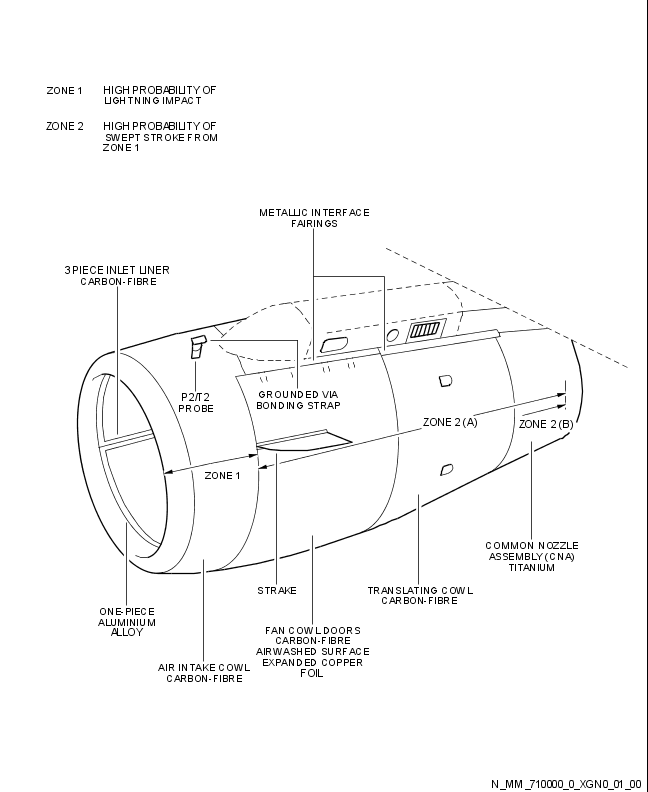 ZONE 1 HIGH PROBABILITY OF
LIGHTNING IMPACT
ZONE 2 HIGH PROBABILITY OF
SWEPT STROKE FROM
ZONE 1
METALLIC INTERFACE
FAIRINGS
3 PIECE INLET LINER
CARBON-FIBRE
P2/T2
PROBE
GROUNDED VIA
BONDING STRAP
ZONE 2 (A)
ZONE 2 (B)
ZONE 1
COMMON NOZZLE
ASSEMBLY (CNA)
TITANIUM
STRAKE
TRANSLATING COWL
CARBON-FIBRE
ONE-PIECE
ALUMINIUM
ALLOY
FAN COWL DOORS
CARBON-FIBRE
AIRWASHED SURFACE
EXPANDED COPPER
FOIL
AIR INTAKE COWL
CARBON-FIBRE
N_MM_710000_0_XGN0_01_00